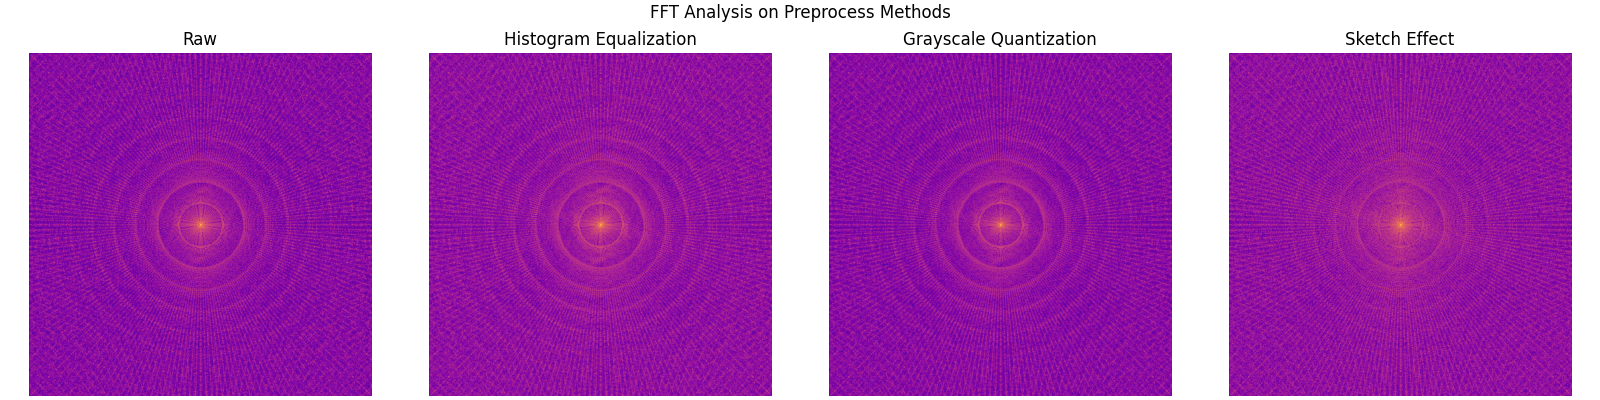 FFT Analysis on Preprocess Methods
Raw
Histogram Equalization
Grayscale Quantization
Sketch Effect